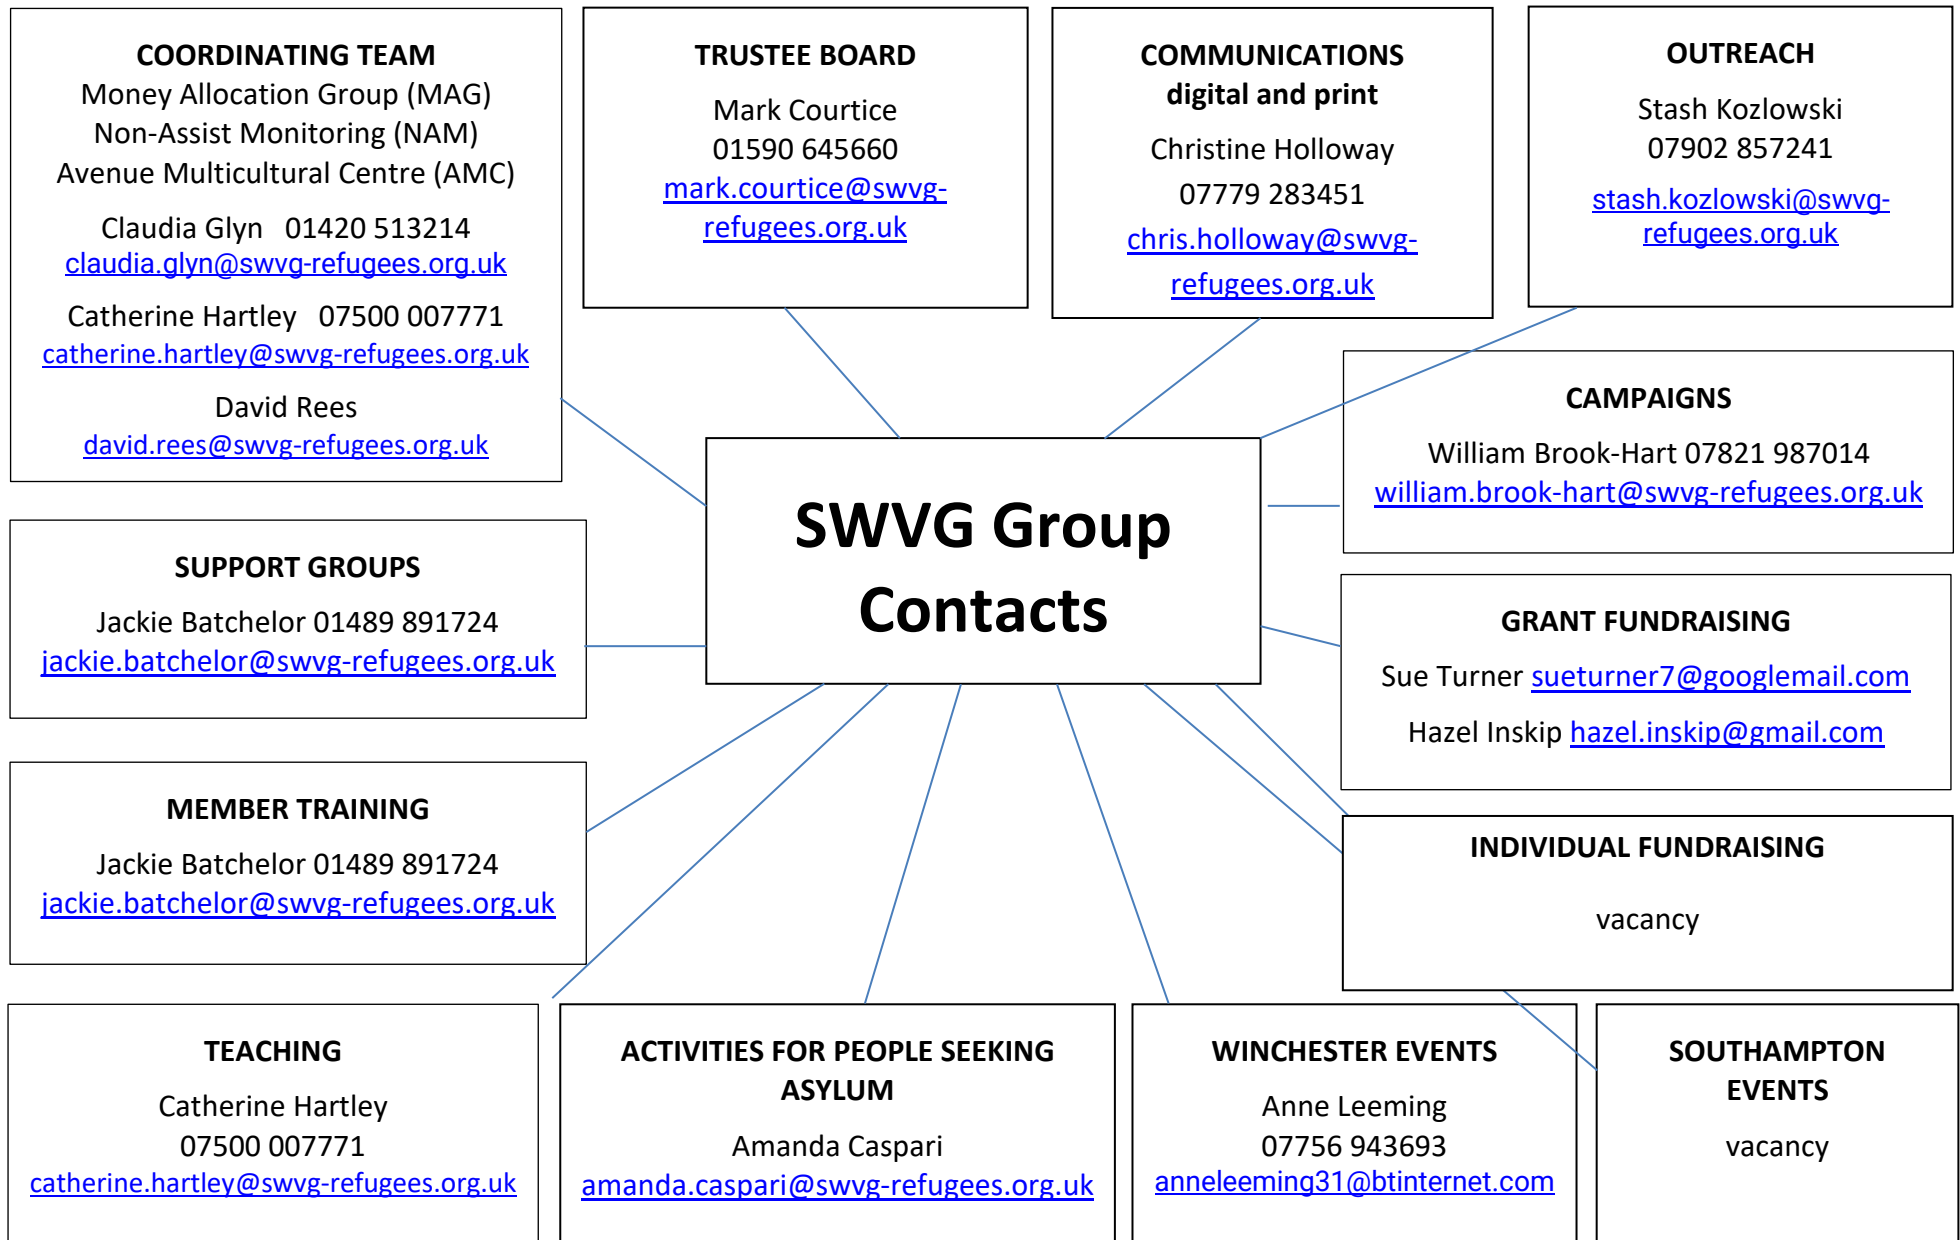 COORDINATING TEAM
Money Allocation Group (MAG)
Non-Assist Monitoring (NAM)
Avenue Multicultural Centre (AMC)
Claudia Glyn 01420 513214
claudia.glyn@swvg-refugees.org.uk
Catherine Hartley 07500 007771
catherine.hartley@swvg-refugees.org.uk
David Rees
david.rees@swvg-refugees.org.uk
TRUSTEE BOARD
Mark Courtice
01590 645660
mark.courtice@swvg-
refugees.org.uk
COMMUNICATIONS
digital and print
Christine Holloway
07779 283451
chris.holloway@swvg-
refugees.org.uk
OUTREACH
Stash Kozlowski
07902 857241
stash.kozlowski@swvg-
refugees.org.uk
CAMPAIGNS
William Brook-Hart 07821 987014
william.brook-hart@swvg-refugees.org.uk
SWVG Group
Contacts
SUPPORT GROUPS
Jackie Batchelor 01489 891724
jackie.batchelor@swvg-refugees.org.uk
GRANT FUNDRAISING
Sue Turner sueturner7@googlemail.com
Hazel Inskip hazel.inskip@gmail.com
MEMBER TRAINING
Jackie Batchelor 01489 891724
jackie.batchelor@swvg-refugees.org.uk
INDIVIDUAL FUNDRAISING
vacancy
TEACHING
Catherine Hartley
07500 007771
catherine.hartley@swvg-refugees.org.uk
ACTIVITIES FOR PEOPLE SEEKING
ASYLUM
Amanda Caspari
amanda.caspari@swvg-refugees.org.uk
WINCHESTER EVENTS
Anne Leeming
07756 943693
anneleeming31@btinternet.com
SOUTHAMPTON
EVENTS
vacancy